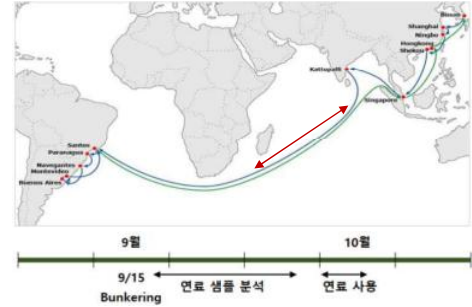 Busan
Shanghai
Ningbo
Hongkong
Shekou
Kattupalli
Singapore
Santos
Paranagua
Navegantes
Montevideo
Buenos Aires
9월
10월
9/15
Bunkering
연료 샘플 분석
연료 사용